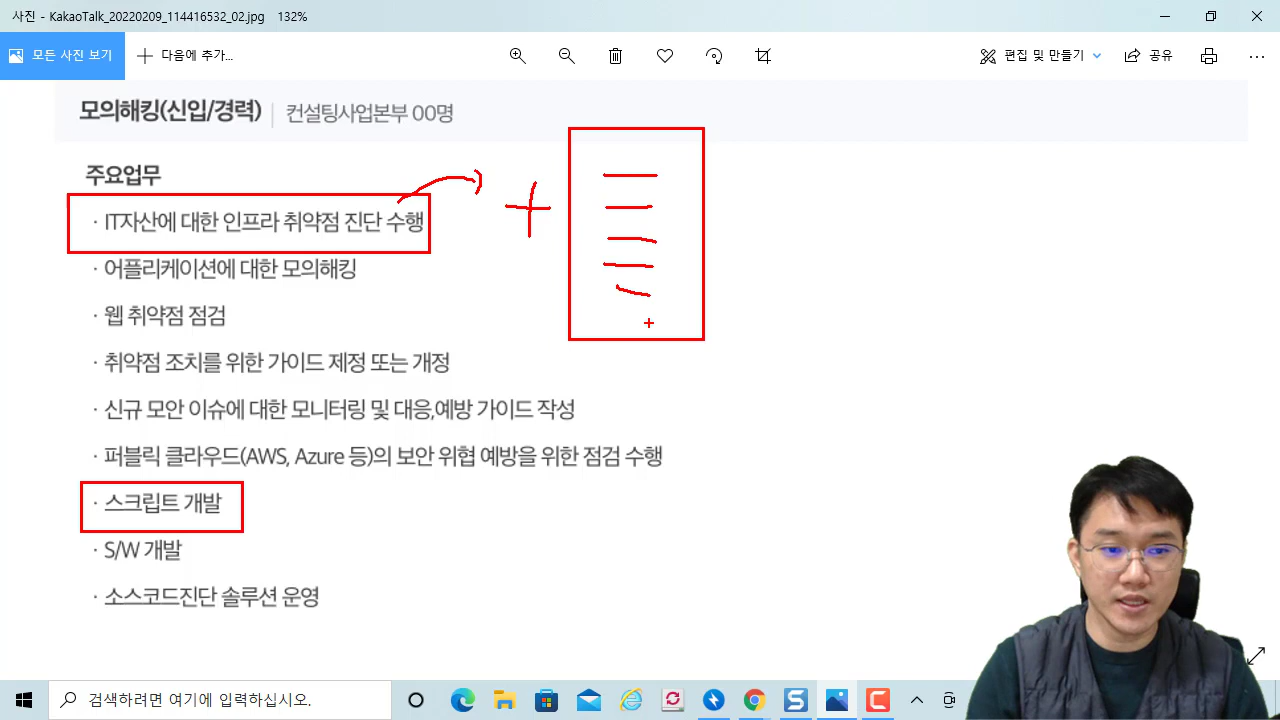 사진 - KakaoTalk_20220209_114416532_02.jpg 132%
모든 사진 보기 다음에 추가... 편집 및 만들기 공유
모의해킹(신입/경력) | 컨설팅사업본부 00명
주요업무
· IT자산에 대한 인프라 취약점 진단 수행
· 어플리케이션에 대한 모의해킹
· 웹 취약점 점검
· 취약점 조치를 위한 가이드 제정 또는 개정
· 신규 모안 이슈에 대한 모니터링 및 대응,예방 가이드 작성
· 퍼블릭 클라우드(AWS, Azure 등)의 보안 위협 예방을 위한 점검 수행
· 스크립트 개발
· S/W 개발
· 소스코드진단 솔루션 운영
검색하려면 여기에 입력하십시오.